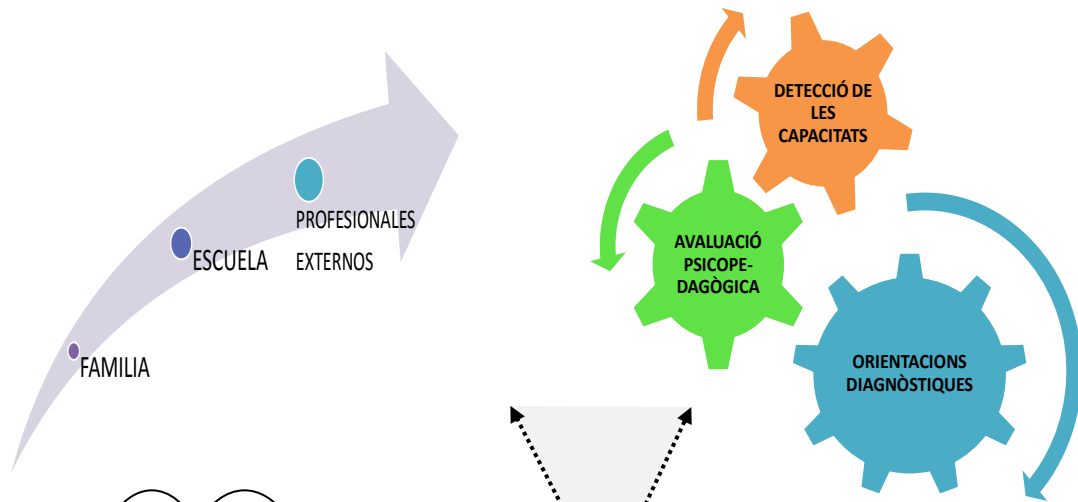 PROFESIONALES
EXTERNOS
ESCUELA
FAMILIA
DETECCIÓ DE
LES
CAPACITATS
AVALUACIÓ
PSICOPE-
DAGÒGICA
ORIENTACIONS
DIAGNÒSTIQUES